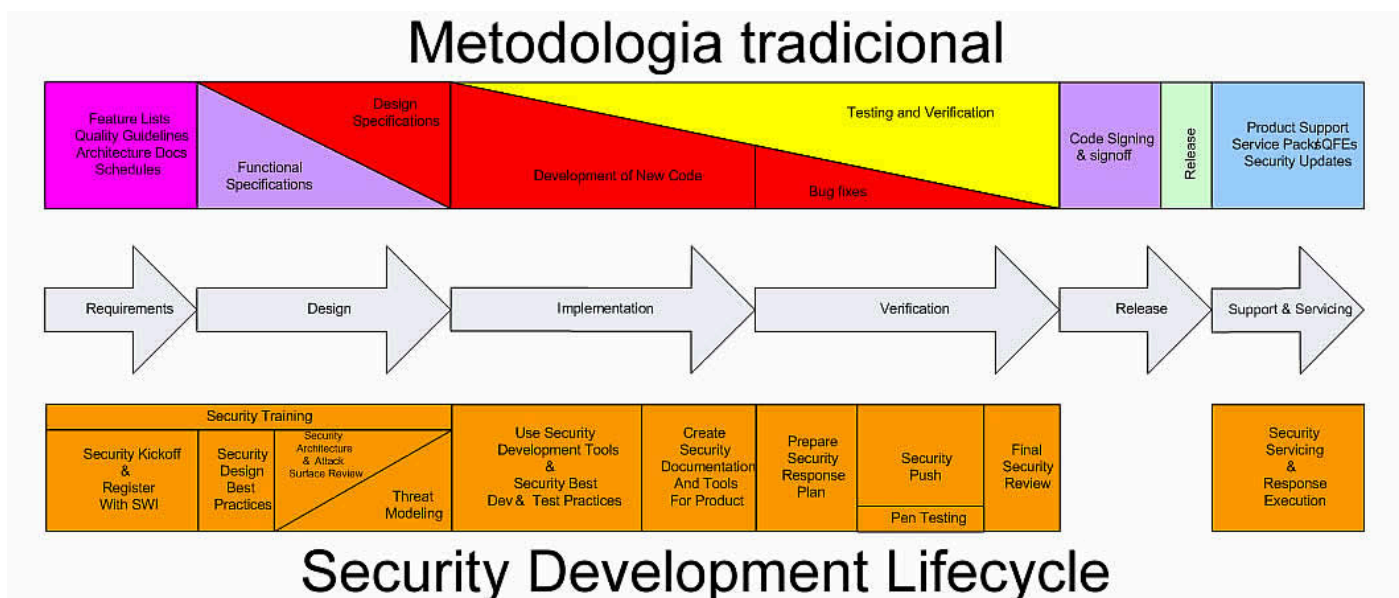 Metodologia tradicional
Feature Lists
Quality Guidelines
Architecture Docs
Schedules
Functional
Specifications
Design
Specifications
Development of New Code
Testing and Verification
Bug fixes
Code Signing
& signoff
Release
Product Support
Service Packs/QFEs
Security Updates
Requirements
Design
Implementation
Verification
Release
Support & Servicing
Security Training
Security Kickoff
&
Register
With SWI
Security
Design
Best
Practices
Security
Architecture
& Attack
Surface Review
Threat
Modeling
Use Security
Development Tools
&
Security Best
Dev & Test Practices
Create
Security
Documentation
And Tools
For Product
Prepare
Security
Response
Plan
Security
Push
Pen Testing
Final
Security
Review
Security
Servicing
&
Response
Execution
Security Development Lifecycle